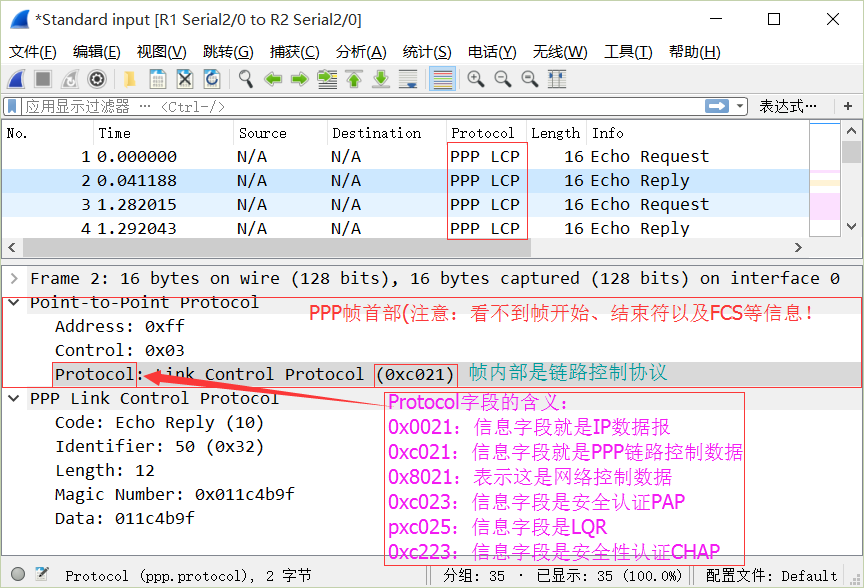 *Standard input [R1 Serial2/0 to R2 Serial2/0]
文件(F) 编辑(E) 视图(V) 跳转(G) 捕获(C) 分析(A) 统计(S) 电话(Y) 无线(W) 工具(T) 帮助(H)
应用显示过滤器 … <Ctrl-/> 表达式… +
No. Time Source Destination Protocol Length Info
1 0.000000 N/A N/A PPP LCP 16 Echo Request
2 0.041188 N/A N/A PPP LCP 16 Echo Reply
3 1.282015 N/A N/A PPP LCP 16 Echo Request
4 1.292043 N/A N/A PPP LCP 16 Echo Reply
Frame 2: 16 bytes on wire (128 bits), 16 bytes captured (128 bits) on interface 0
Point-to-Point Protocol
PPP帧首部(注意：看不到帧开始、结束符以及FCS等信息！
Address: 0xff
Control: 0x03
Protocol: Link Control Protocol (0xc021) 帧内部是链路控制协议
PPP Link Control Protocol
Code: Echo Reply (10)
Identifier: 50 (0x32)
Length: 12
Magic Number: 0x011c4b9f
Data: 011c4b9f
Protocol字段的含义：
0x0021：信息字段就是IP数据报
0xc021：信息字段就是PPP链路控制数据
0x8021：表示这是网络控制数据
0xc023：信息字段是安全认证PAP
pxc025：信息字段是LQR
0xc223：信息字段是安全性认证CHAP
Protocol (ppp.protocol), 2 字节 分组: 35 · 已显示: 35 (100.0%) 配置文件: Default